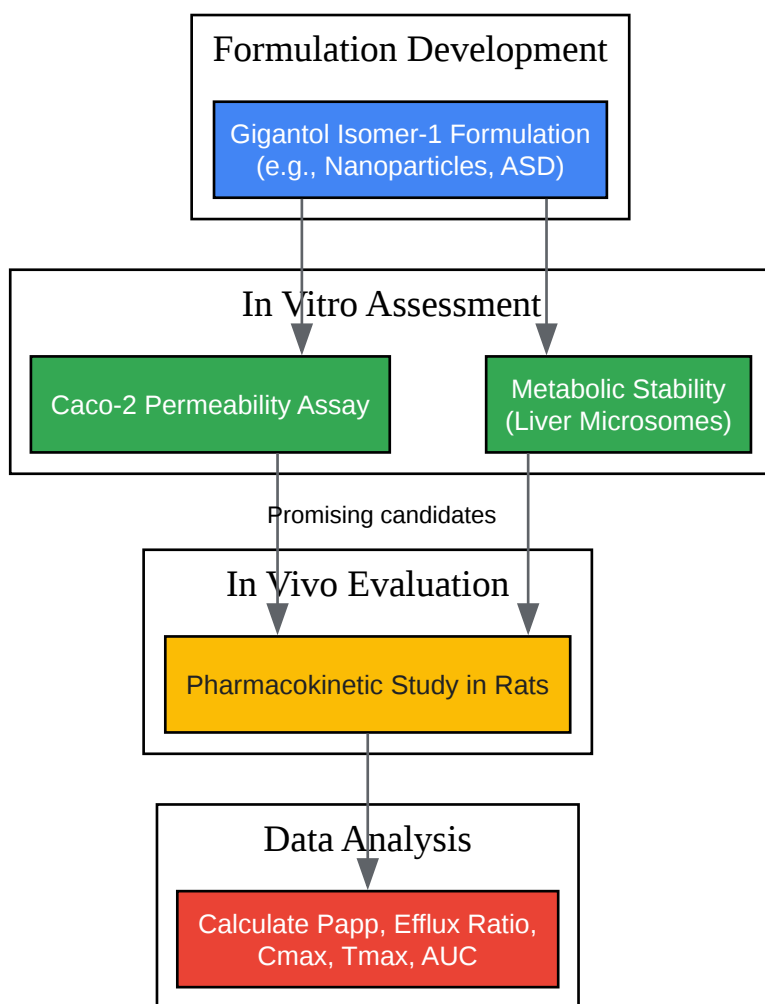 Formulation Development
Gigantol Isomer-1 Formulation
(e.g., Nanoparticles, ASD)
In Vitro Assessment
Caco-2 Permeability Assay
Metabolic Stability
(Liver Microsomes)
Promising candidates
In Vivo Evaluation
Pharmacokinetic Study in Rats
Data Analysis
Calculate Papp, Efflux Ratio,
Cmax, Tmax, AUC